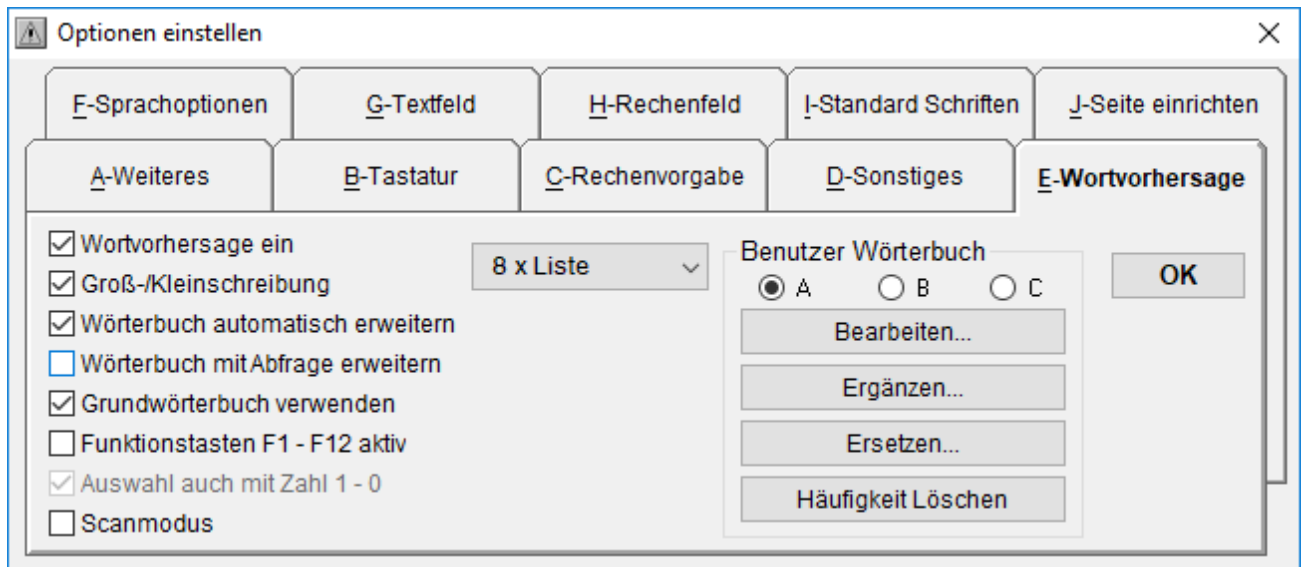 Optionen einstellen
F-Sprachoptionen
G-Textfeld
H-Rechenfeld
I-Standard Schriften
J-Seite einrichten
A-Weiteres
B-Tastatur
C-Rechenvorgabe
D-Sonstiges
E-Wortvorhersage
Wortvorhersage ein
Groß-/Kleinschreibung
Wörterbuch automatisch erweitern
Wörterbuch mit Abfrage erweitern
Grundwörterbuch verwenden
Funktionstasten F1 - F12 aktiv
Auswahl auch mit Zahl 1 - 0
Scanmodus
8 x Liste
Benutzer Wörterbuch
A B C
Bearbeiten...
Ergänzen...
Ersetzen...
Häufigkeit Löschen
OK